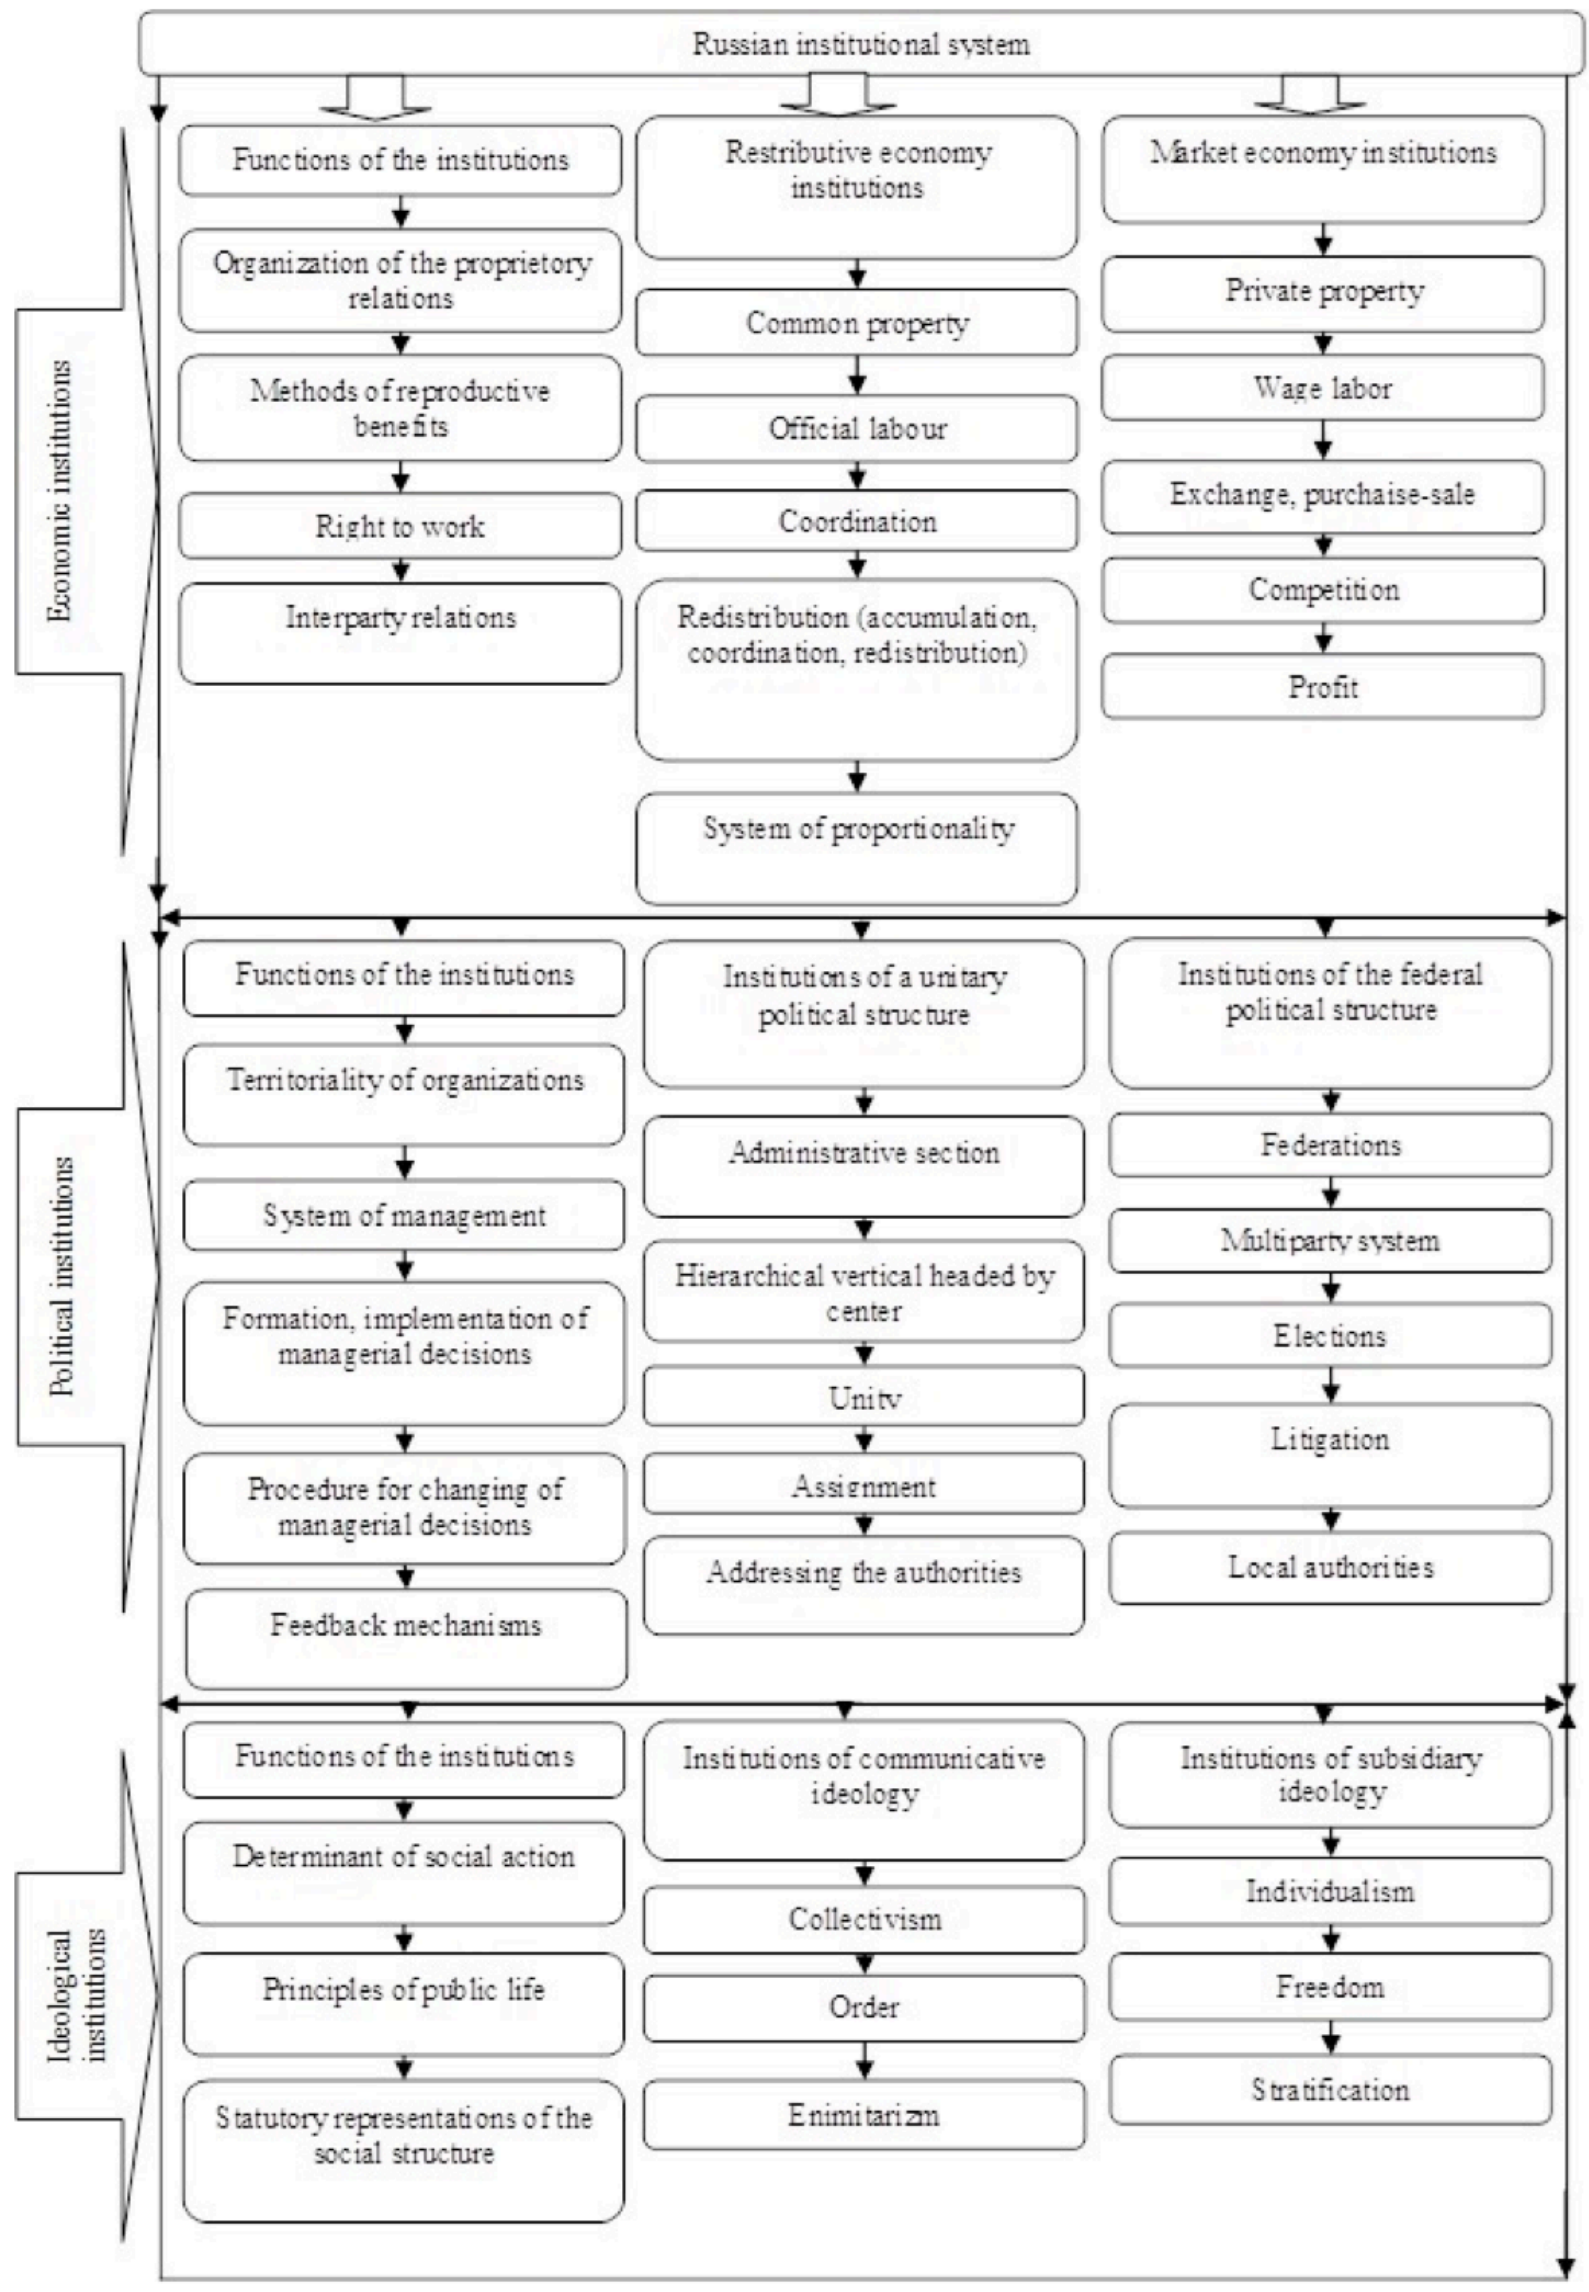 Russian institutional system
Economic institutions
Functions of the institutions
Organization of the proprietory
relations
Methods of reproductive
benefits
Right to work
Interparty relations
Restributive economy
institutions
Common property
Official labour
Coordination
Redistribution (accumulation,
coordination, redistribution)
System of proportionality
Market economy institutions
Private property
Wage labor
Exchange, purchaise-sale
Competition
Profit
Political institutions
Functions of the institutions
Territoriality of organizations
System of management
Formation, implementation of
managerial decisions
Procedure for changing of
managerial decisions
Feedback mechanisms
Institutions of a unitary
political structure
Administrative section
Hierarchical vertical headed by
center
Unity
Assignment
Addressing the authorities
Institutions of the federal
political structure
Federations
Multiparty system
Elections
Litigation
Local authorities
Ideological
institutions
Functions of the institutions
Determinant of social action
Principles of public life
Statutory representations of the
social structure
Institutions of communicative
ideology
Collectivism
Order
Enimitarizm
Institutions of subsidiary
ideology
Individualism
Freedom
Stratification